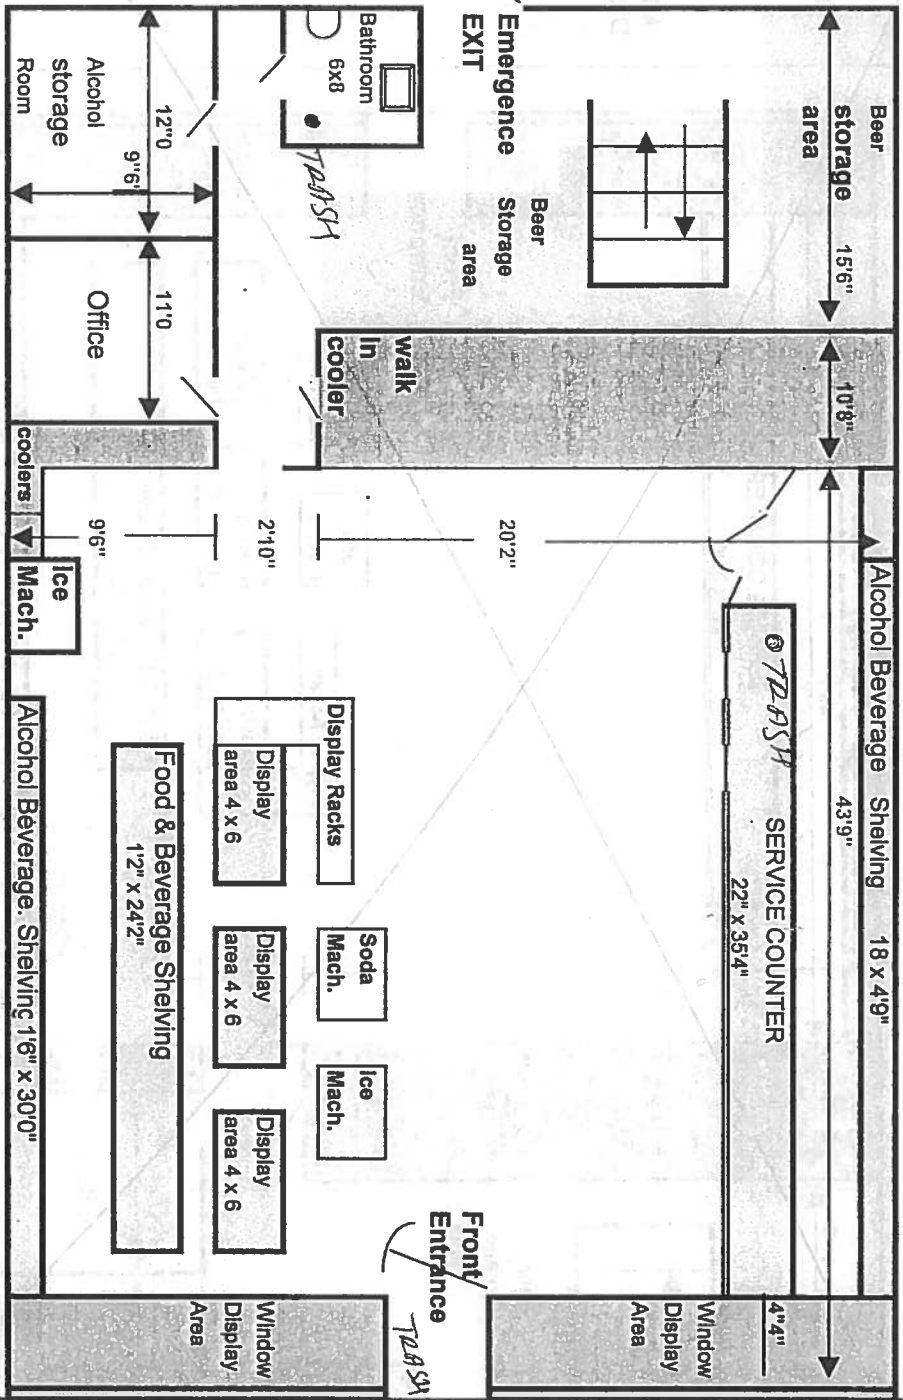 Beer
storage
area
15'6"
Emergence
EXIT
Beer
Storage
area
Bathroom
6x8
TRASH
12"0
9"6'
Alcohol
storage
Room
11'0
Office
walk
In
cooler
10'8"
coolers
9'6"
2'10"
20'2"
43'9"
Ice
Mach.
Alcohol Beverage Shelving 18 x 4'9"
TRASH
SERVICE COUNTER
22" x 35'4"
Display Racks
Display
area 4 x 6
Display
area 4 x 6
Display
area 4 x 6
Soda
Mach.
Ice
Mach.
Food & Beverage Shelving
1'2" x 24'2"
Alcohol Beverage. Shelving 1'6" x 30'0"
Front
Entrance
TRASH
4"4"
Window
Display
Area
Window
Display
Area